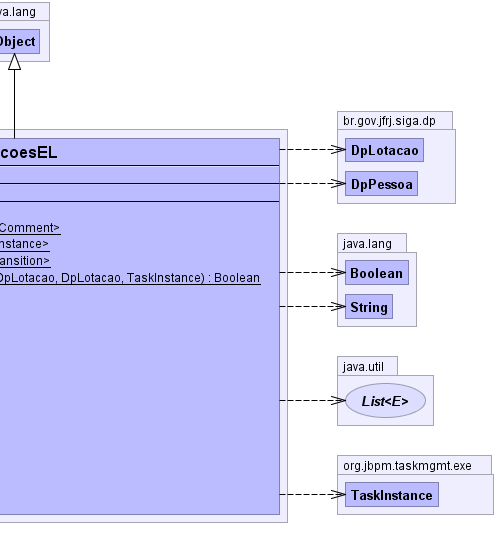 va.lang
Object
coesEL
Comment>
nstance>
ansition>
DpLotacao, DpLotacao, TaskInstance) : Boolean
br.gov.jfrj.siga.dp
DpLotacao
DpPessoa
java.lang
Boolean
String
java.util
List<E>
org.jbpm.taskmgmt.exe
TaskInstance